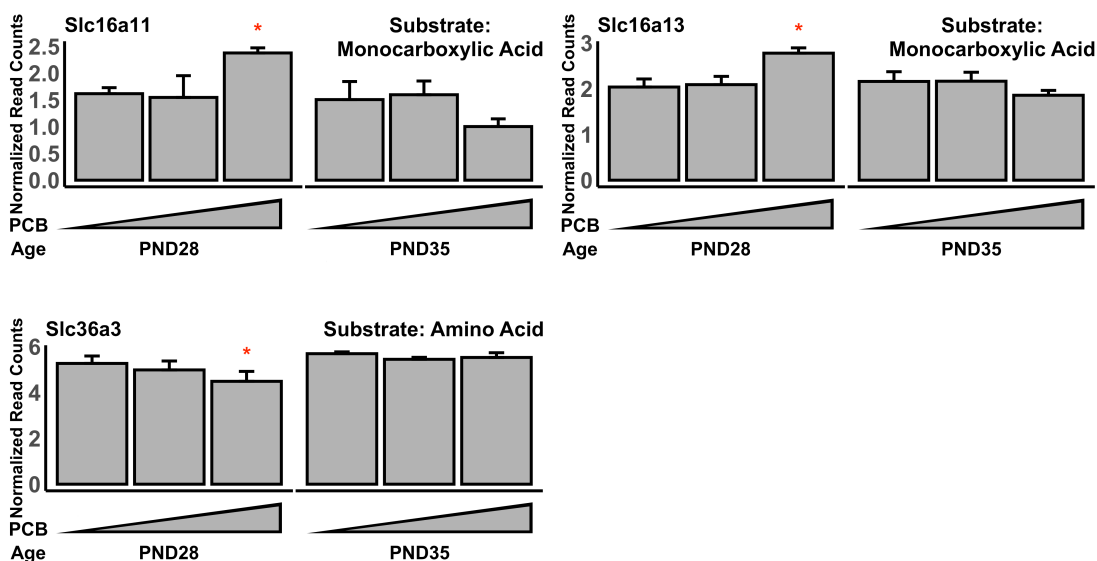 Slc16a11
*
Substrate:
Monocarboxylic Acid
Normalized Read Counts
2.5
2.0
1.5
1.0
0.5
0.0
PCB
Age
PND28
PND35
Slc16a13
*
Substrate:
Monocarboxylic Acid
Normalized Read Counts
3
2
1
0
PCB
Age
PND28
PND35
Slc36a3
*
Substrate: Amino Acid
Normalized Read Counts
6
4
2
0
PCB
Age
PND28
PND35